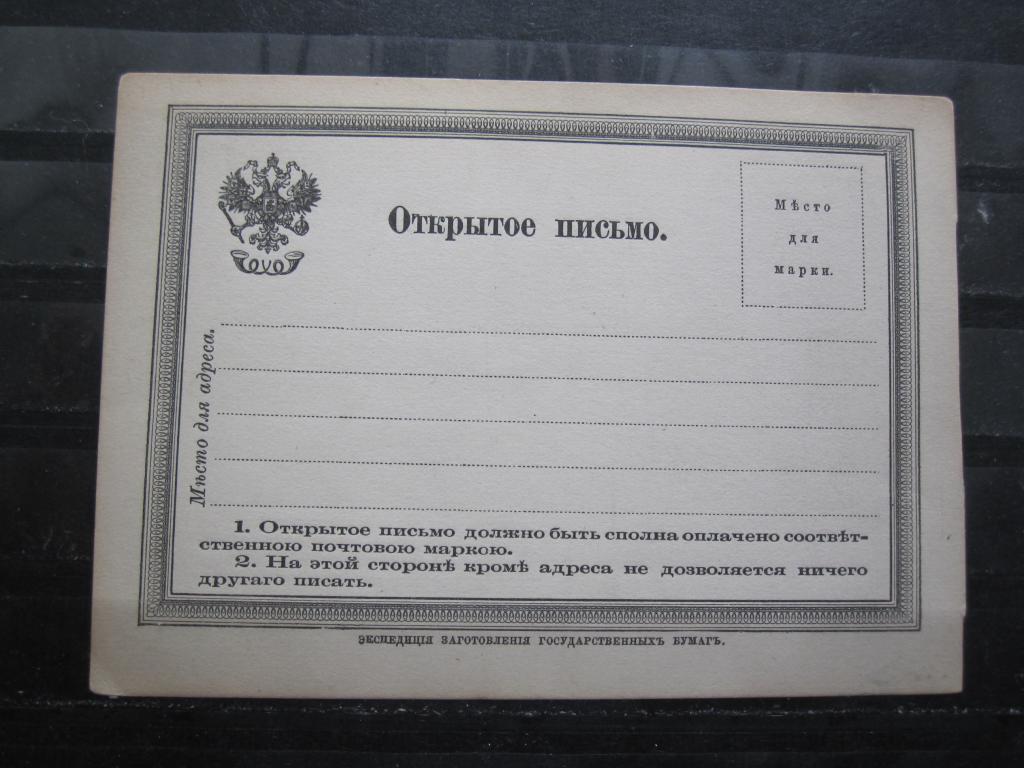 Открытое письмо.
Мѣсто
для
марки.
Мѣсто для адреса.
1. Открытое письмо должно быть сполна оплачено соотвѣт-
ственною почтовою маркою.
2. На этой сторонѣ кромѣ адреса не дозволяется ничего
другаго писать.
ЭКСПЕДИЦІЯ ЗАГОТОВЛЕНІЯ ГОСУДАРСТВЕННЫХЪ БУМАГЪ.